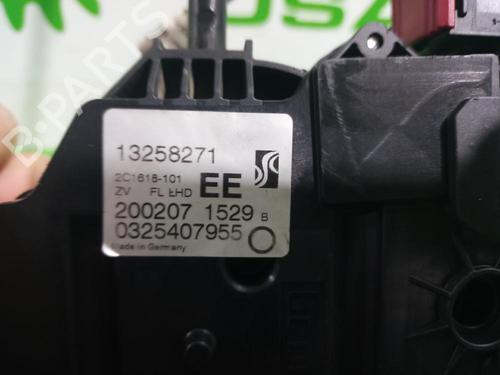 13258271
2C1618-101
ZV FL LHD EE
200207 1529 B
0325407955
Made in Germany
B-PARTS